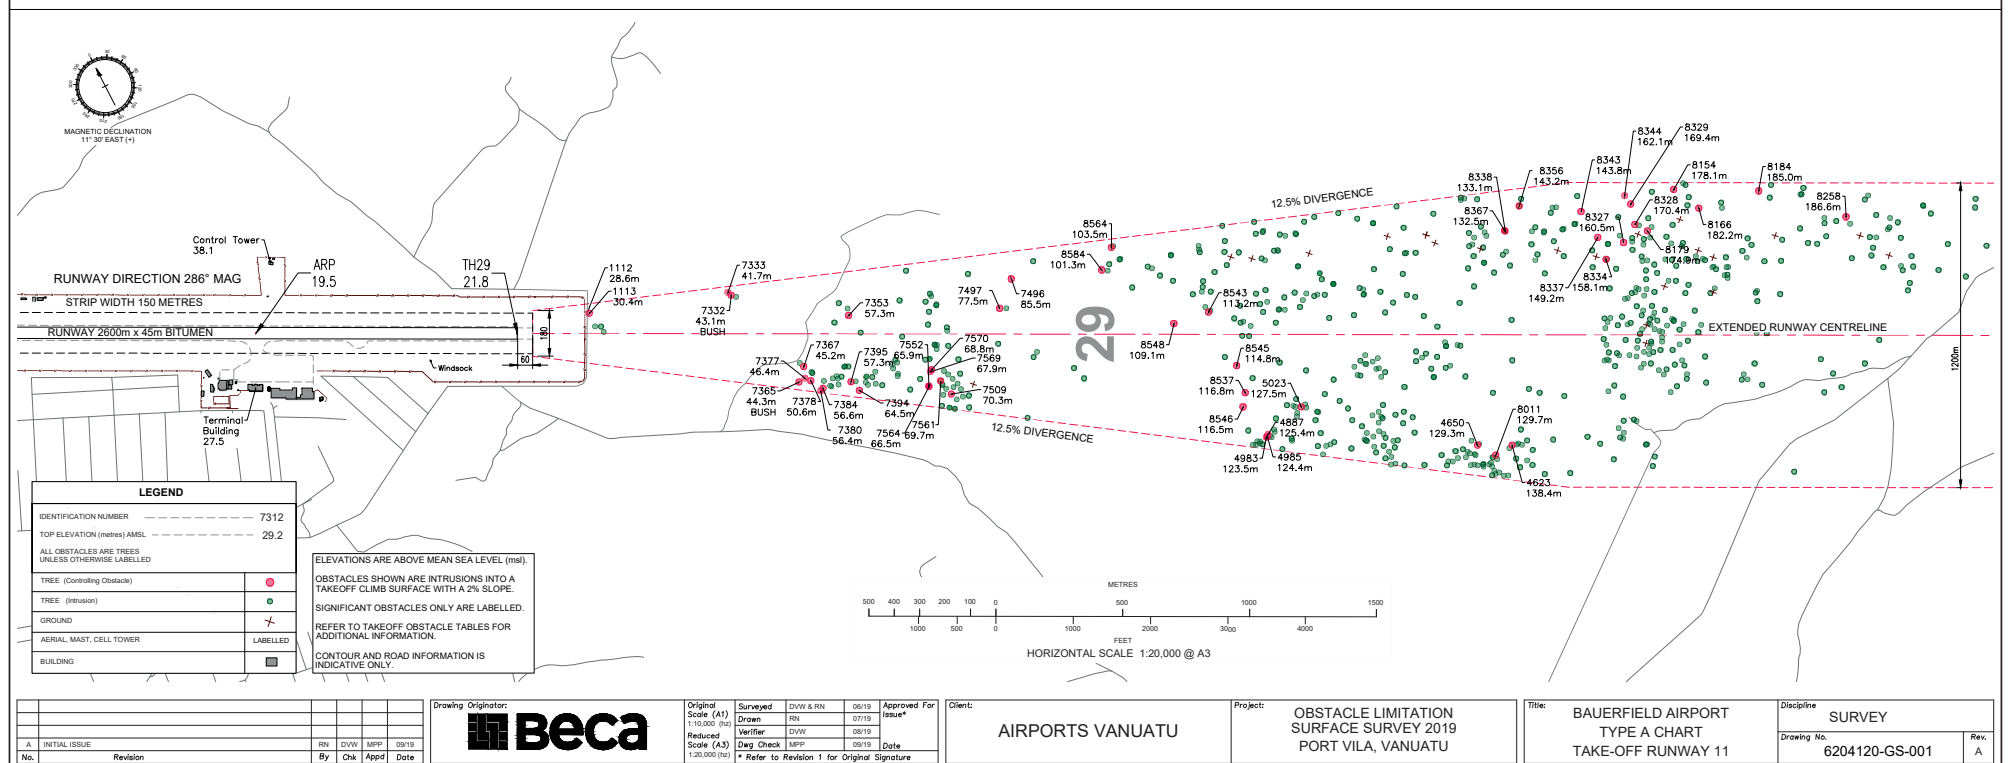 MAGNETIC DECLINATION
11° 30' EAST (+)
Control Tower
38.1
RUNWAY DIRECTION 286° MAG
ARP
19.5
TH29
21.8
STRIP WIDTH 150 METRES
RUNWAY 2600m x 45m BITUMEN
180
60
Windsock
Terminal
Building
27.5
1112
28.6m
1113
30.4m
7333
41.7m
7332
43.1m
BUSH
7353
57.3m
7367
45.2m
7377
46.4m
7365
44.3m
BUSH
7378
50.6m
7395
57.3m
7384
56.6m
7380
56.4m
7394
64.5m
7552
65.9m
7564
66.5m
7561
69.7m
7570
68.8m
7569
67.9m
7509
70.3m
7497
77.5m
7496
85.5m
8564
103.5m
8584
101.3m
29
12.5% DIVERGENCE
12.5% DIVERGENCE
8543
113.2m
8548
109.1m
8545
114.8m
8537
116.8m
8546
116.5m
5023
127.5m
4887
125.4m
4983
123.5m
4985
124.4m
4650
129.3m
8011
129.7m
4623
138.4m
8338
133.1m
8367
132.5m
8356
143.2m
8343
143.8m
8344
162.1m
8329
169.4m
8327
160.5m
8328
170.4m
8154
178.1m
8166
182.2m
8179
174.9m
8334
158.1m
8337
149.2m
8184
185.0m
8258
186.6m
EXTENDED RUNWAY CENTRELINE
1200m
LEGEND
IDENTIFICATION NUMBER 7312
TOP ELEVATION (metres) AMSL 29.2
ALL OBSTACLES ARE TREES
UNLESS OTHERWISE LABELLED
TREE (Controlling Obstacle)
TREE (Intrusion)
GROUND
AERIAL, MAST, CELL TOWER LABELLED
BUILDING
ELEVATIONS ARE ABOVE MEAN SEA LEVEL (msl).
OBSTACLES SHOWN ARE INTRUSIONS INTO A
TAKEOFF CLIMB SURFACE WITH A 2% SLOPE.
SIGNIFICANT OBSTACLES ONLY ARE LABELLED.
REFER TO TAKEOFF OBSTACLE TABLES FOR
ADDITIONAL INFORMATION.
CONTOUR AND ROAD INFORMATION IS
INDICATIVE ONLY.
METRES
500 400 300 200 100 0 500 1000 1500
1000 500 0 1000 2000 3000 4000
FEET
HORIZONTAL SCALE 1:20,000 @ A3
A INITIAL ISSUE RN DVW MPP 09/19
No. Revision By Chk Appd Date
Drawing Originator:
Beca
Original
Scale (A1)
1:10,000 (hz)
Reduced
Scale (A3)
1:20,000 (hz)
Surveyed DVW & RN 06/19
Drawn RN 07/19
Verifier DVW 08/19
Dwg Check MPP 09/19
* Refer to Revision 1 for Original Signature
Approved For
Issue*
Date
Client:
AIRPORTS VANUATU
Project:
OBSTACLE LIMITATION
SURFACE SURVEY 2019
PORT VILA, VANUATU
Title:
BAUERFIELD AIRPORT
TYPE A CHART
TAKE-OFF RUNWAY 11
Discipline
SURVEY
Drawing No.
6204120-GS-001
Rev.
A